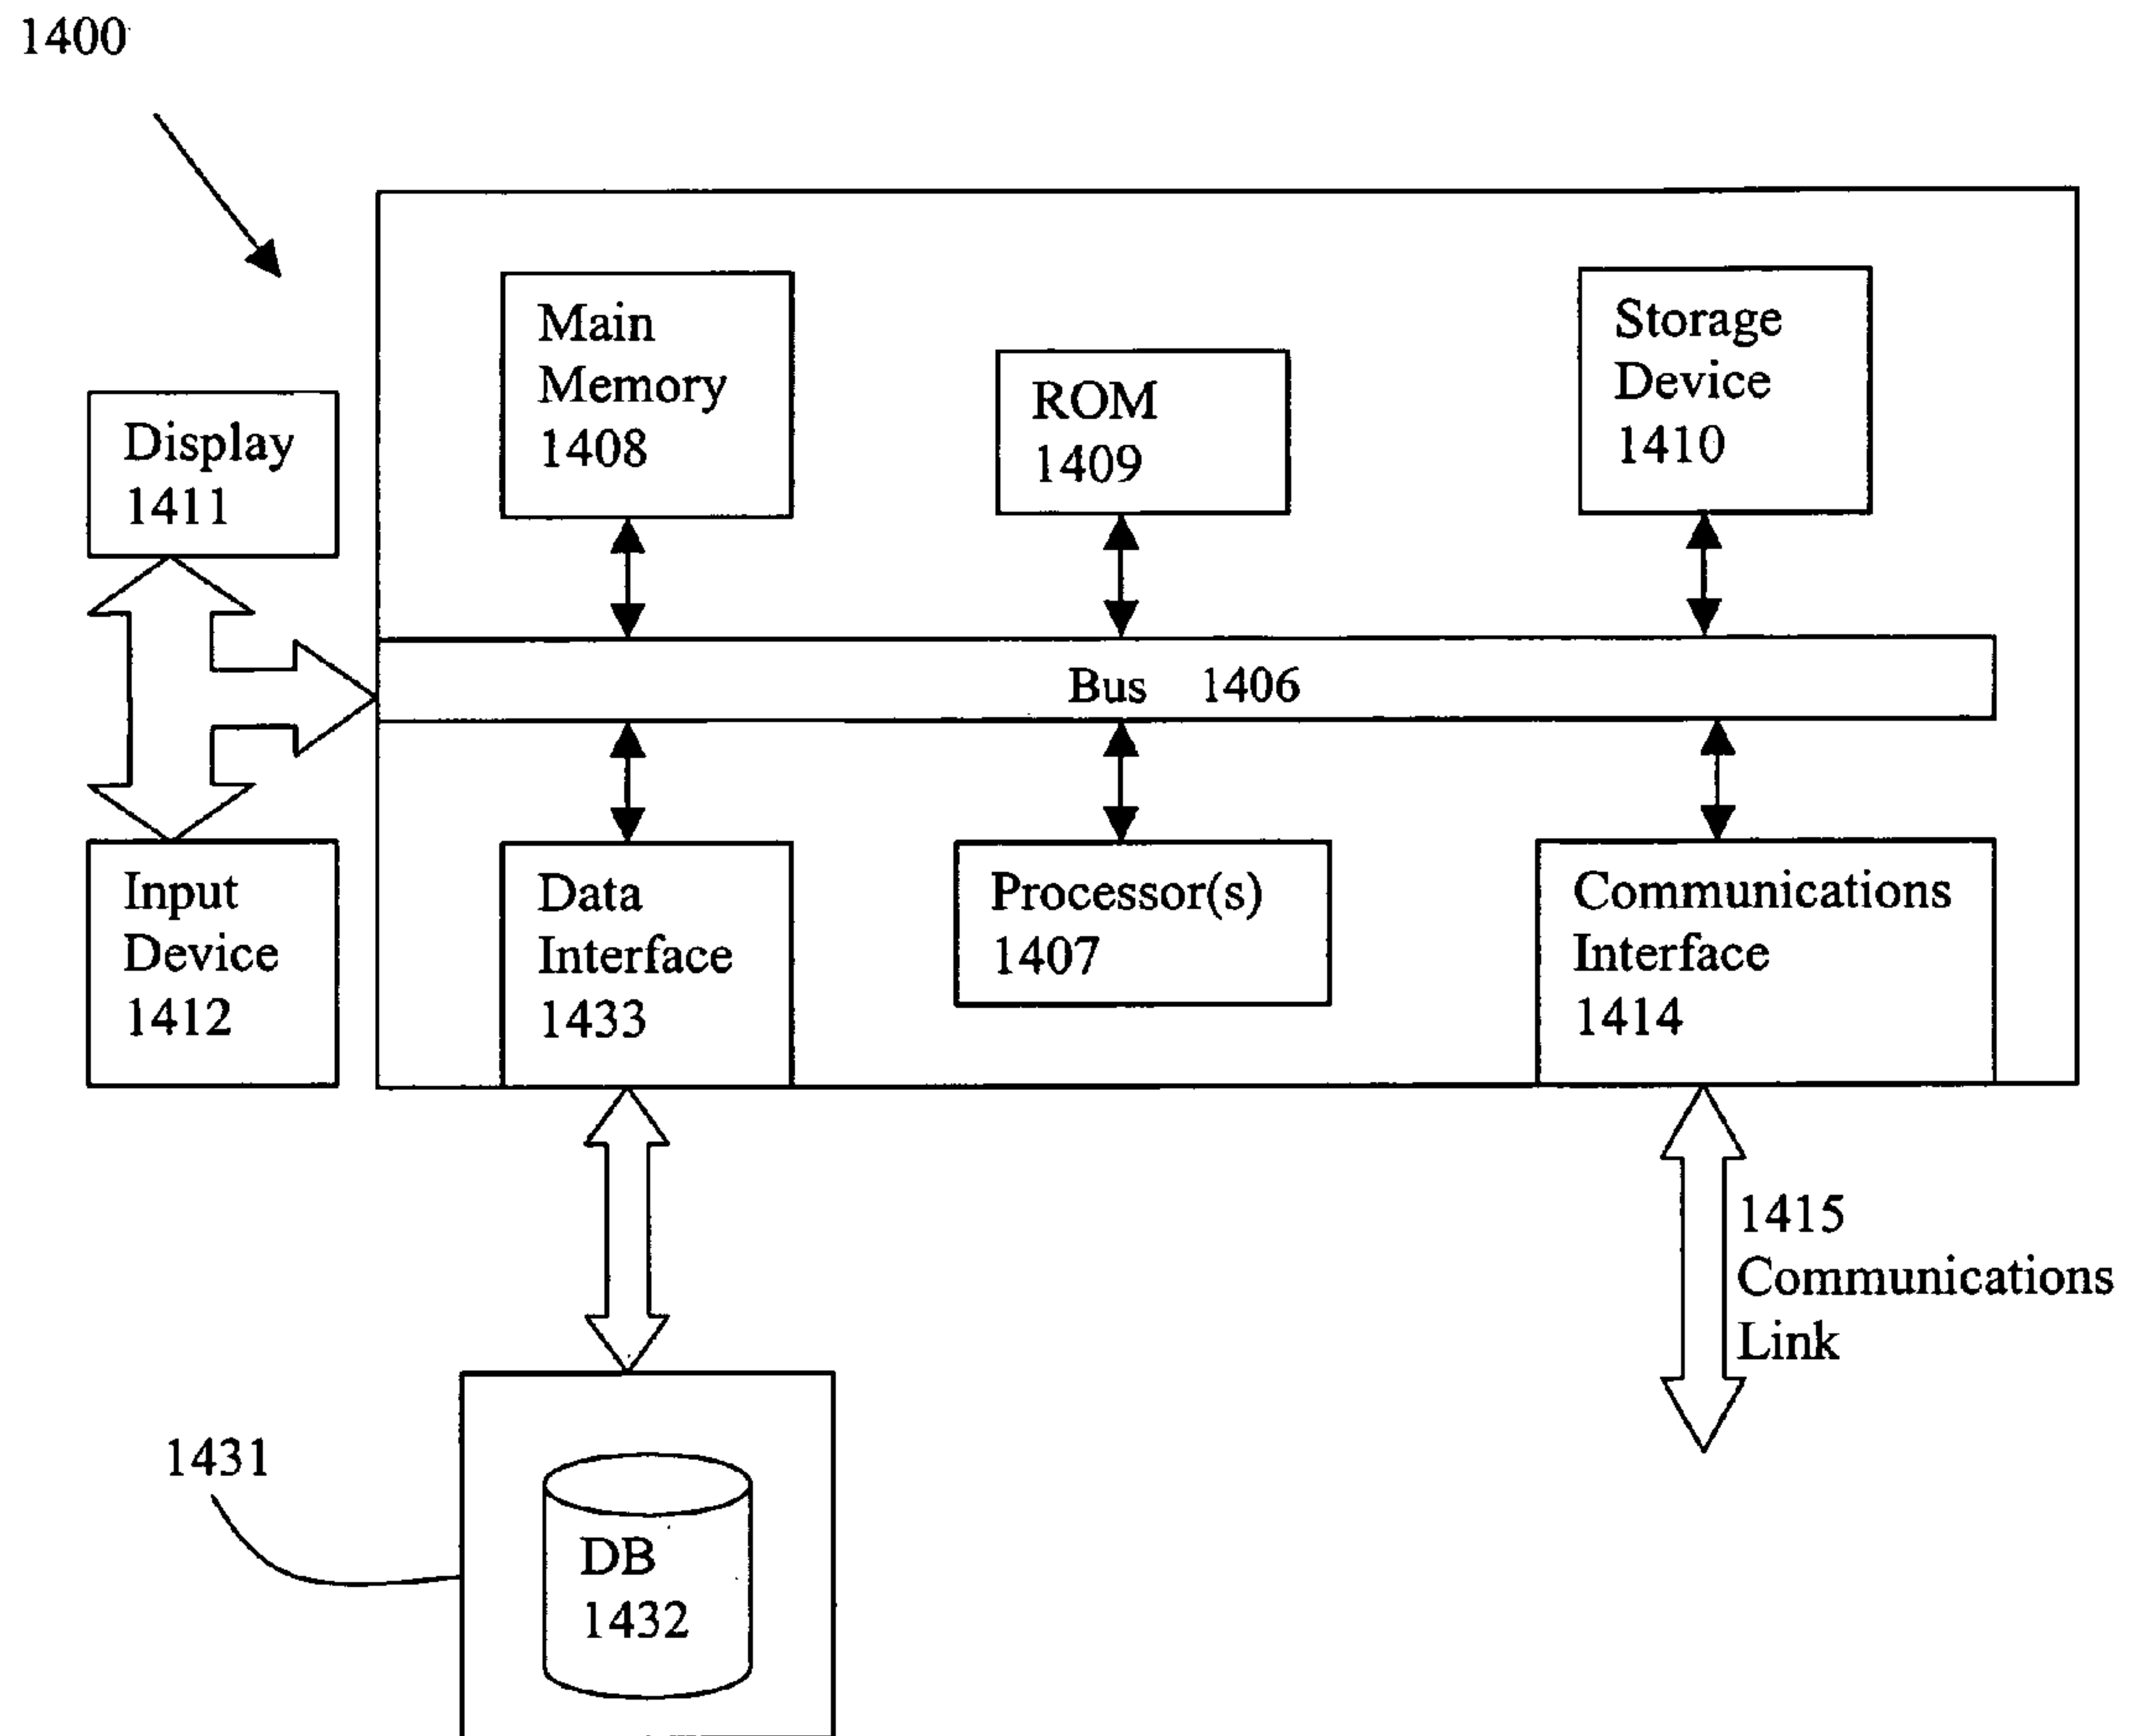 1400
Main
Memory
1408
ROM
1409
Storage
Device
1410
Display
1411
Bus 1406
Input
Device
1412
Data
Interface
1433
Processor(s)
1407
Communications
Interface
1414
1415
Communications
Link
1431
DB
1432